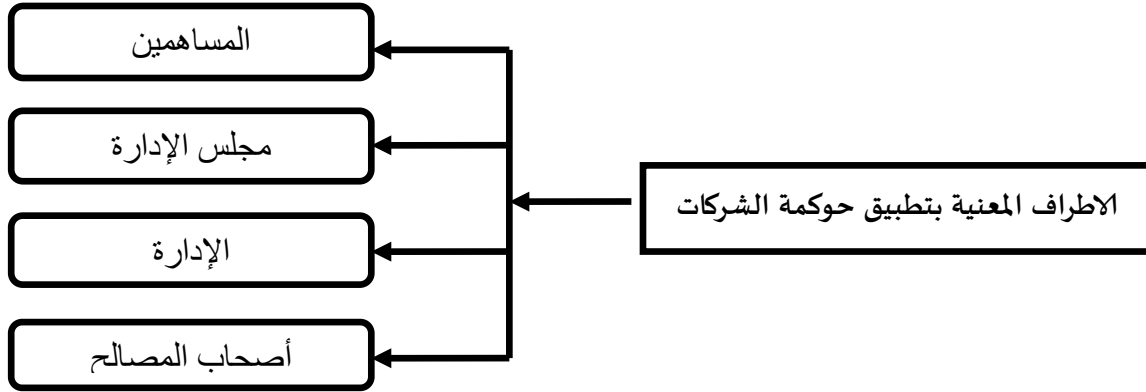 الاطراف المعنية بتطبيق حوكمة الشركات
المساهمين
مجلس الإدارة
الإدارة
أصحاب المصالح